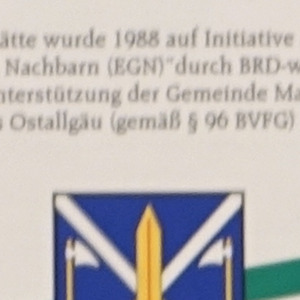 ätte wurde 1988 auf Initiative
Nachbarn (EGN)"durch BRD-w
nterstützung der Gemeinde Ma
s Ostallgäu (gemäß § 96 BVFG)